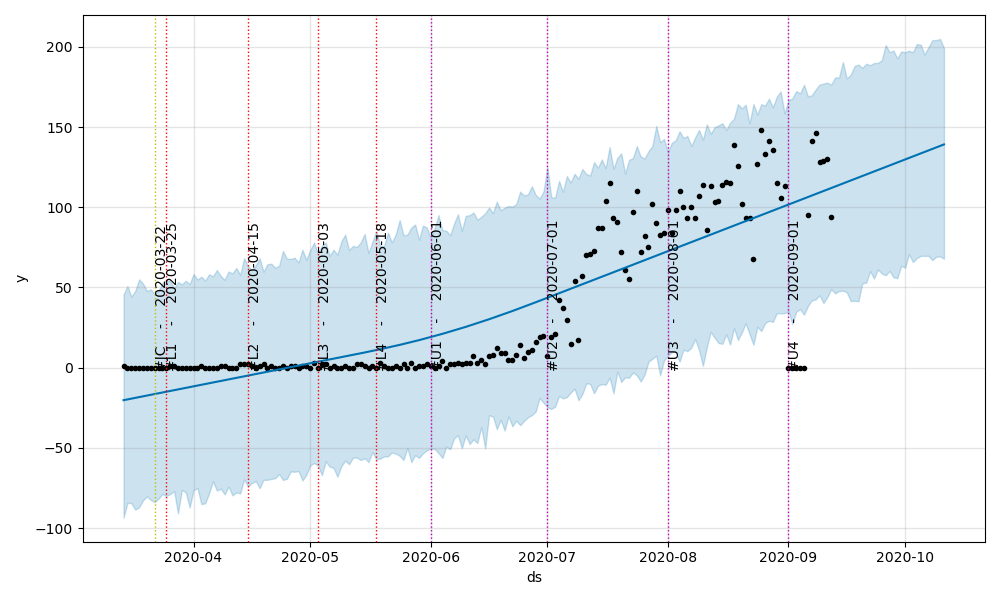 200
150
100
50
0
−50
−100
y
#JC - 2020-03-22
#L1 - 2020-03-25
#L2 - 2020-04-15
#L3 - 2020-05-03
#L4 - 2020-05-18
#U1 - 2020-06-01
#U2 - 2020-07-01
#U3 - 2020-08-01
#U4 - 2020-09-01
2020-04
2020-05
2020-06
2020-07
2020-08
2020-09
2020-10
ds